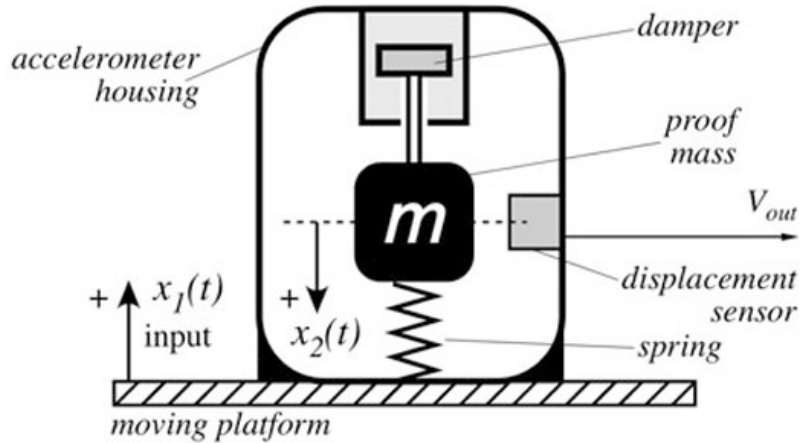 damper
accelerometer
housing
proof
mass
m
V_out
+ x_1(t)
input
+
x_2(t)
displacement
sensor
spring
moving platform